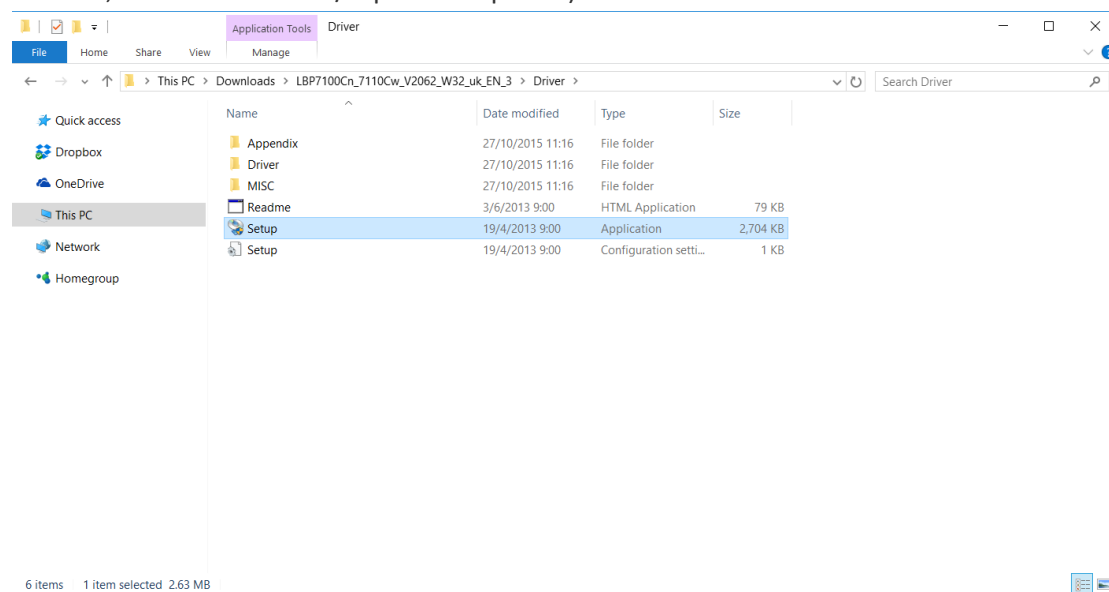 Application Tools Driver
File Home Share View Manage
This PC > Downloads > LBP7100Cn_7110Cw_V2062_W32_uk_EN_3 > Driver > Search Driver
Name Date modified Type Size
Quick access
Dropbox
OneDrive
This PC
Network
Homegroup
Appendix 27/10/2015 11:16 File folder
Driver 27/10/2015 11:16 File folder
MISC 27/10/2015 11:16 File folder
Readme 3/6/2013 9:00 HTML Application 79 KB
Setup 19/4/2013 9:00 Application 2,704 KB
Setup 19/4/2013 9:00 Configuration setti... 1 KB
6 items 1 item selected 2.63 MB